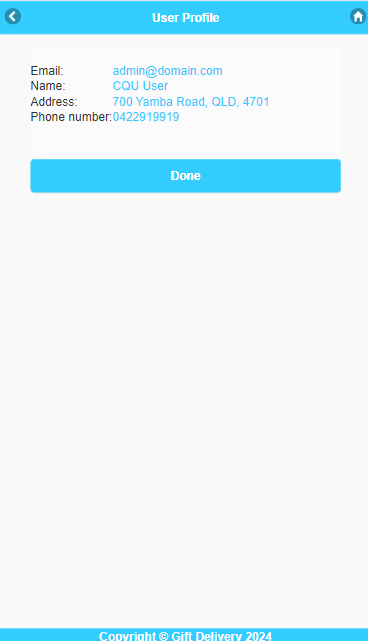 User Profile
Email: admin@domain.com
Name: CQU User
Address: 700 Yamba Road, QLD, 4701
Phone number: 0422919919
Done
Copyright © Gift Delivery 2024